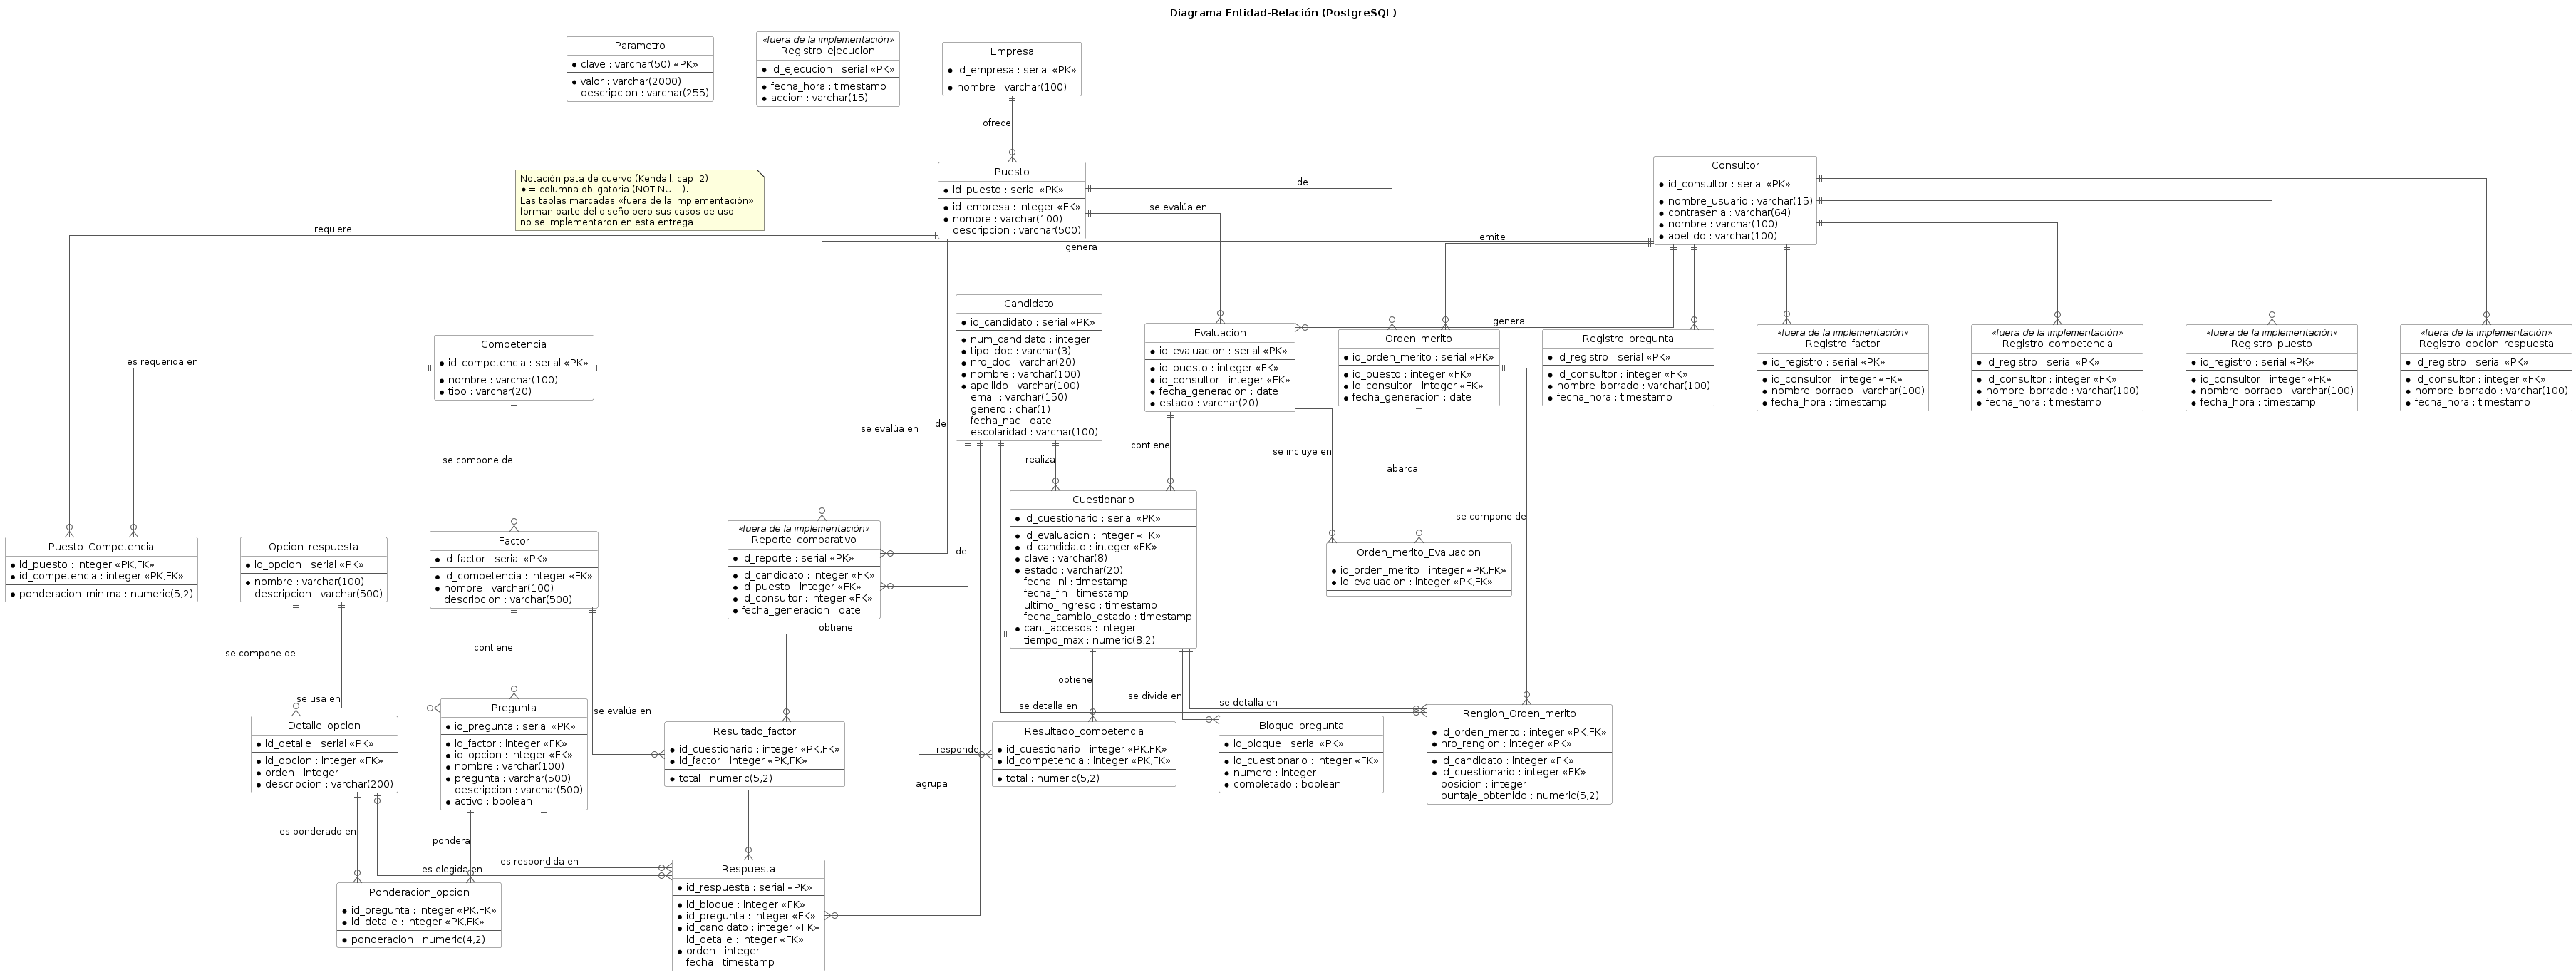 Diagrama Entidad-Relación (PostgreSQL)
Parametro
clave : varchar(50) «PK»
valor : varchar(2000)
descripcion : varchar(255)
«fuera de la implementación»
Registro_ejecucion
id_ejecucion : serial «PK»
fecha_hora : timestamp
accion : varchar(15)
Empresa
id_empresa : serial «PK»
nombre : varchar(100)
ofrece
Notación pata de cuervo (Kendall, cap. 2).
• = columna obligatoria (NOT NULL).
Las tablas marcadas «fuera de la implementación»
forman parte del diseño pero sus casos de uso
no se implementaron en esta entrega.
Puesto
id_puesto : serial «PK»
id_empresa : integer «FK»
nombre : varchar(100)
descripcion : varchar(500)
de
se evalúa en
Consultor
id_consultor : serial «PK»
nombre_usuario : varchar(15)
contrasenia : varchar(64)
nombre : varchar(100)
apellido : varchar(100)
requiere
genera
emite
Candidato
id_candidato : serial «PK»
num_candidato : integer
tipo_doc : varchar(3)
nro_doc : varchar(20)
nombre : varchar(100)
apellido : varchar(100)
email : varchar(150)
genero : char(1)
fecha_nac : date
escolaridad : varchar(100)
Competencia
id_competencia : serial «PK»
nombre : varchar(100)
tipo : varchar(20)
es requerida en
Evaluacion
id_evaluacion : serial «PK»
id_puesto : integer «FK»
id_consultor : integer «FK»
fecha_generacion : date
estado : varchar(20)
genera
Orden_merito
id_orden_merito : serial «PK»
id_puesto : integer «FK»
id_consultor : integer «FK»
fecha_generacion : date
Registro_pregunta
id_registro : serial «PK»
id_consultor : integer «FK»
nombre_borrado : varchar(100)
fecha_hora : timestamp
«fuera de la implementación»
Registro_factor
id_registro : serial «PK»
id_consultor : integer «FK»
nombre_borrado : varchar(100)
fecha_hora : timestamp
«fuera de la implementación»
Registro_competencia
id_registro : serial «PK»
id_consultor : integer «FK»
nombre_borrado : varchar(100)
fecha_hora : timestamp
«fuera de la implementación»
Registro_puesto
id_registro : serial «PK»
id_consultor : integer «FK»
nombre_borrado : varchar(100)
fecha_hora : timestamp
«fuera de la implementación»
Registro_opcion_respuesta
id_registro : serial «PK»
id_consultor : integer «FK»
nombre_borrado : varchar(100)
fecha_hora : timestamp
se compone de
se evalúa en
de
realiza
contiene
se incluye en
abarca
se compone de
Puesto_Competencia
id_puesto : integer «PK,FK»
id_competencia : integer «PK,FK»
ponderacion_minima : numeric(5,2)
Opcion_respuesta
id_opcion : serial «PK»
nombre : varchar(100)
descripcion : varchar(500)
Factor
id_factor : serial «PK»
id_competencia : integer «FK»
nombre : varchar(100)
descripcion : varchar(500)
«fuera de la implementación»
Reporte_comparativo
id_reporte : serial «PK»
id_candidato : integer «FK»
id_puesto : integer «FK»
id_consultor : integer «FK»
fecha_generacion : date
de
Cuestionario
id_cuestionario : serial «PK»
id_evaluacion : integer «FK»
id_candidato : integer «FK»
clave : varchar(8)
estado : varchar(20)
fecha_ini : timestamp
fecha_fin : timestamp
ultimo_ingreso : timestamp
fecha_cambio_estado : timestamp
cant_accesos : integer
tiempo_max : numeric(8,2)
Orden_merito_Evaluacion
id_orden_merito : integer «PK,FK»
id_evaluacion : integer «PK,FK»
obtiene
se compone de
contiene
obtiene
se usa en
se evalúa en
se detalla en
se divide en
se detalla en
Detalle_opcion
id_detalle : serial «PK»
id_opcion : integer «FK»
orden : integer
descripcion : varchar(200)
Pregunta
id_pregunta : serial «PK»
id_factor : integer «FK»
id_opcion : integer «FK»
nombre : varchar(100)
pregunta : varchar(500)
descripcion : varchar(500)
activo : boolean
Resultado_factor
id_cuestionario : integer «PK,FK»
id_factor : integer «PK,FK»
total : numeric(5,2)
responde
Resultado_competencia
id_cuestionario : integer «PK,FK»
id_competencia : integer «PK,FK»
total : numeric(5,2)
Bloque_pregunta
id_bloque : serial «PK»
id_cuestionario : integer «FK»
numero : integer
completado : boolean
Renglon_Orden_merito
id_orden_merito : integer «PK,FK»
nro_renglon : integer «PK»
id_candidato : integer «FK»
id_cuestionario : integer «FK»
posicion : integer
puntaje_obtenido : numeric(5,2)
agrupa
es ponderado en
pondera
es elegida en
es respondida en
Ponderacion_opcion
id_pregunta : integer «PK,FK»
id_detalle : integer «PK,FK»
ponderacion : numeric(4,2)
Respuesta
id_respuesta : serial «PK»
id_bloque : integer «FK»
id_pregunta : integer «FK»
id_candidato : integer «FK»
id_detalle : integer «FK»
orden : integer
fecha : timestamp